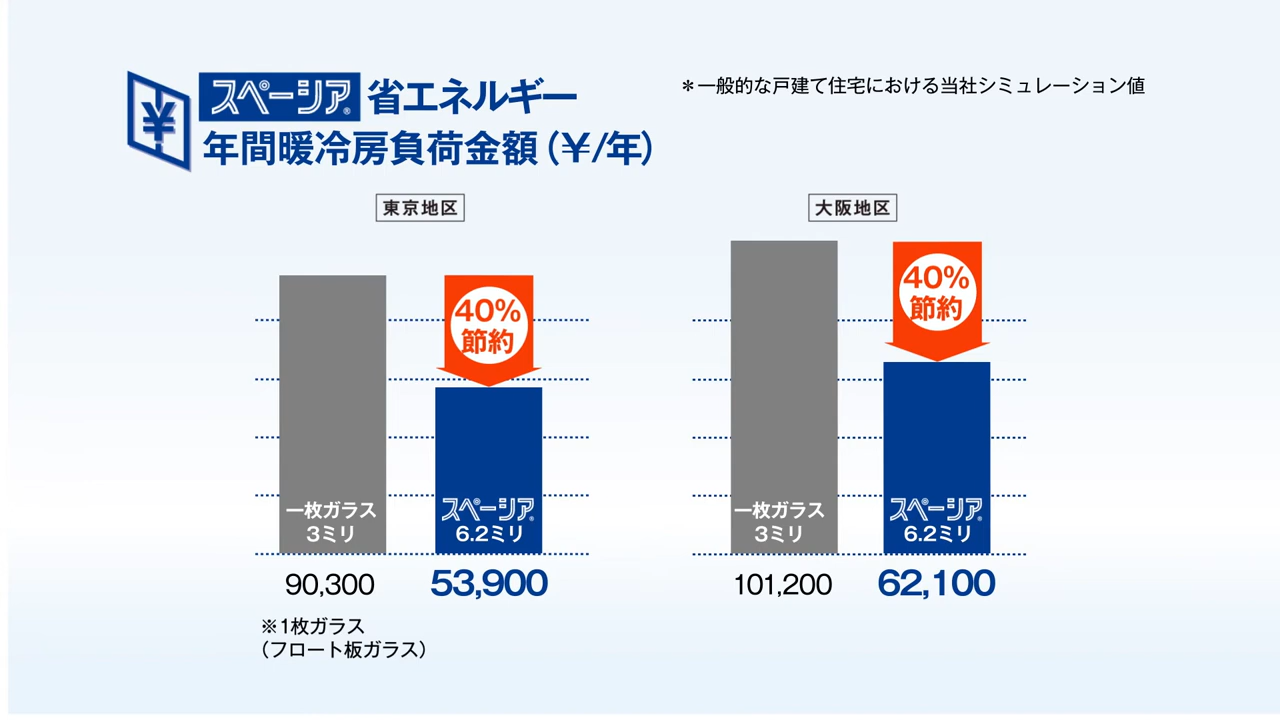 ¥
スペーシア® 省エネルギー
年間暖冷房負荷金額(¥/年)
*一般的な戸建て住宅における当社シミュレーション値
東京地区
40%
節約
一枚ガラス
3ミリ
スペーシア®
6.2ミリ
90,300
53,900
※1枚ガラス
(フロート板ガラス)
大阪地区
40%
節約
一枚ガラス
3ミリ
スペーシア®
6.2ミリ
101,200
62,100